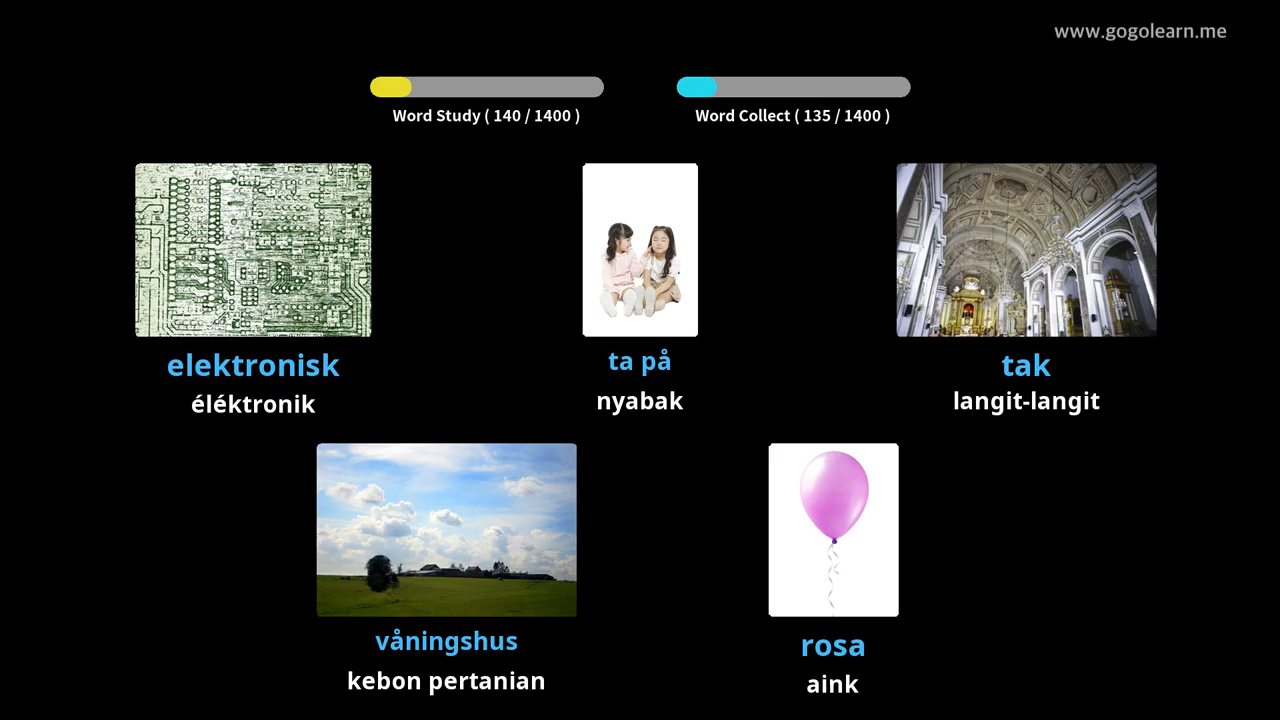 www.gogolearn.me
Word Study ( 140 / 1400 )
Word Collect ( 135 / 1400 )
elektronisk
éléktronik
ta på
nyabak
tak
langit-langit
våningshus
kebon pertanian
rosa
aink